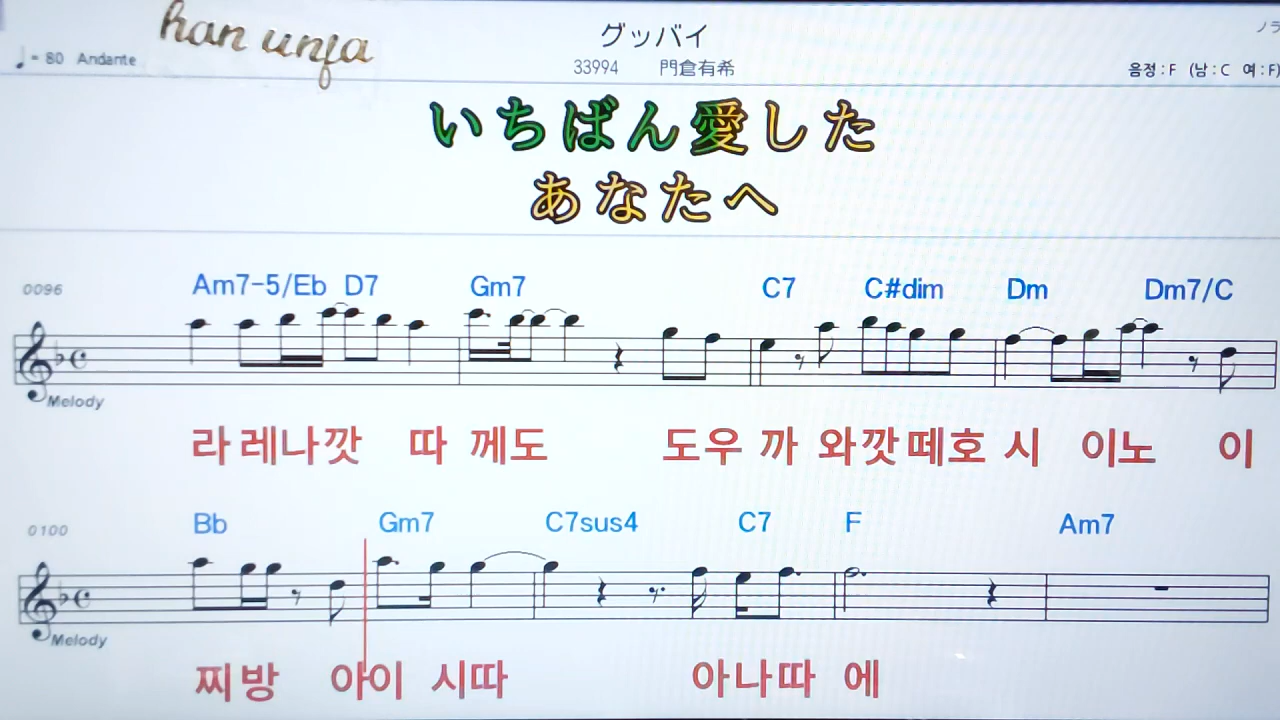 han unja
♩= 80 Andante
グッバイ
33994 門倉有希
ノラ
음정 : F (남 : C 여 : F)
いちばん愛した
あなたへ
0096 Am7-5/Eb D7 Gm7 C7 C#dim Dm Dm7/C
Melody
라 레나깟 따 께도 도우 까 와깟떼호 시 이노 이
0100 Bb Gm7 C7sus4 C7 F Am7
Melody
찌방 아이 시따 아나따 에